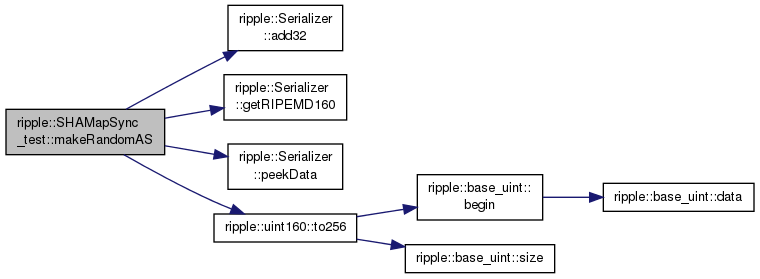 ripple::SHAMapSync
_test::makeRandomAS
ripple::Serializer
::add32
ripple::Serializer
::getRIPEMD160
ripple::Serializer
::peekData
ripple::uint160::to256
ripple::base_uint::
begin
ripple::base_uint::data
ripple::base_uint::size